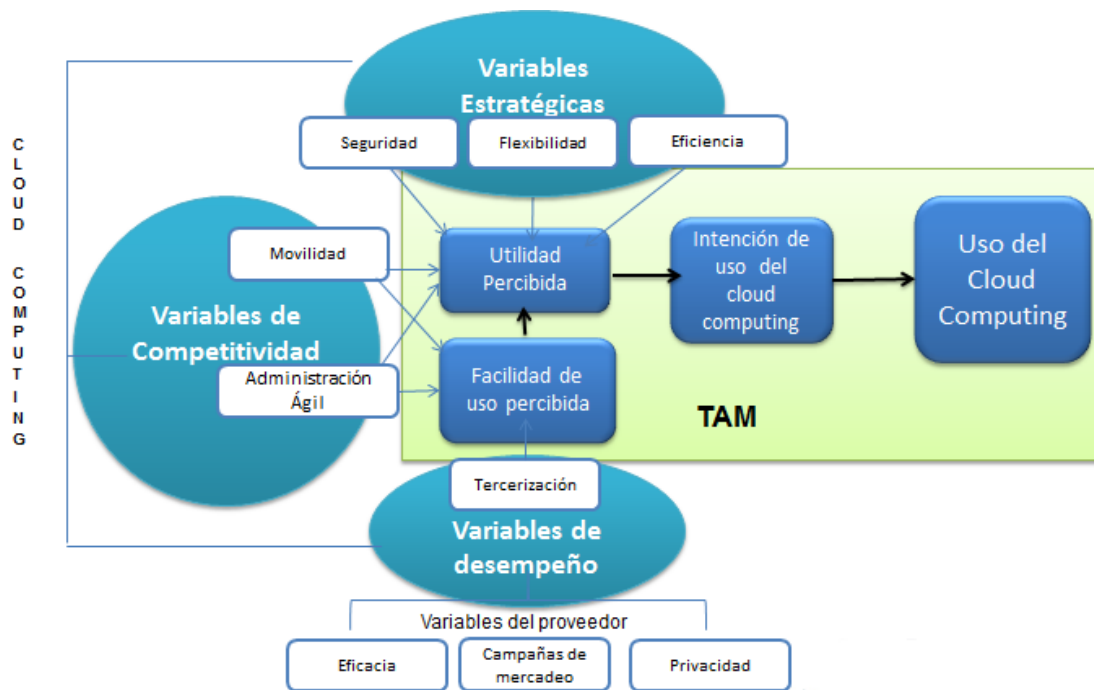 CLOUD COMPUTING
Variables
Estratégicas
Seguridad
Flexibilidad
Eficiencia
Movilidad
Variables de
Competitividad
Administración
Ágil
Utilidad
Percibida
Intención de
uso del
cloud
computing
Uso del
Cloud
Computing
Facilidad de
uso percibida
TAM
Tercerización
Variables de
desempeño
Variables del proveedor
Eficacia
Campañas de
mercadeo
Privacidad